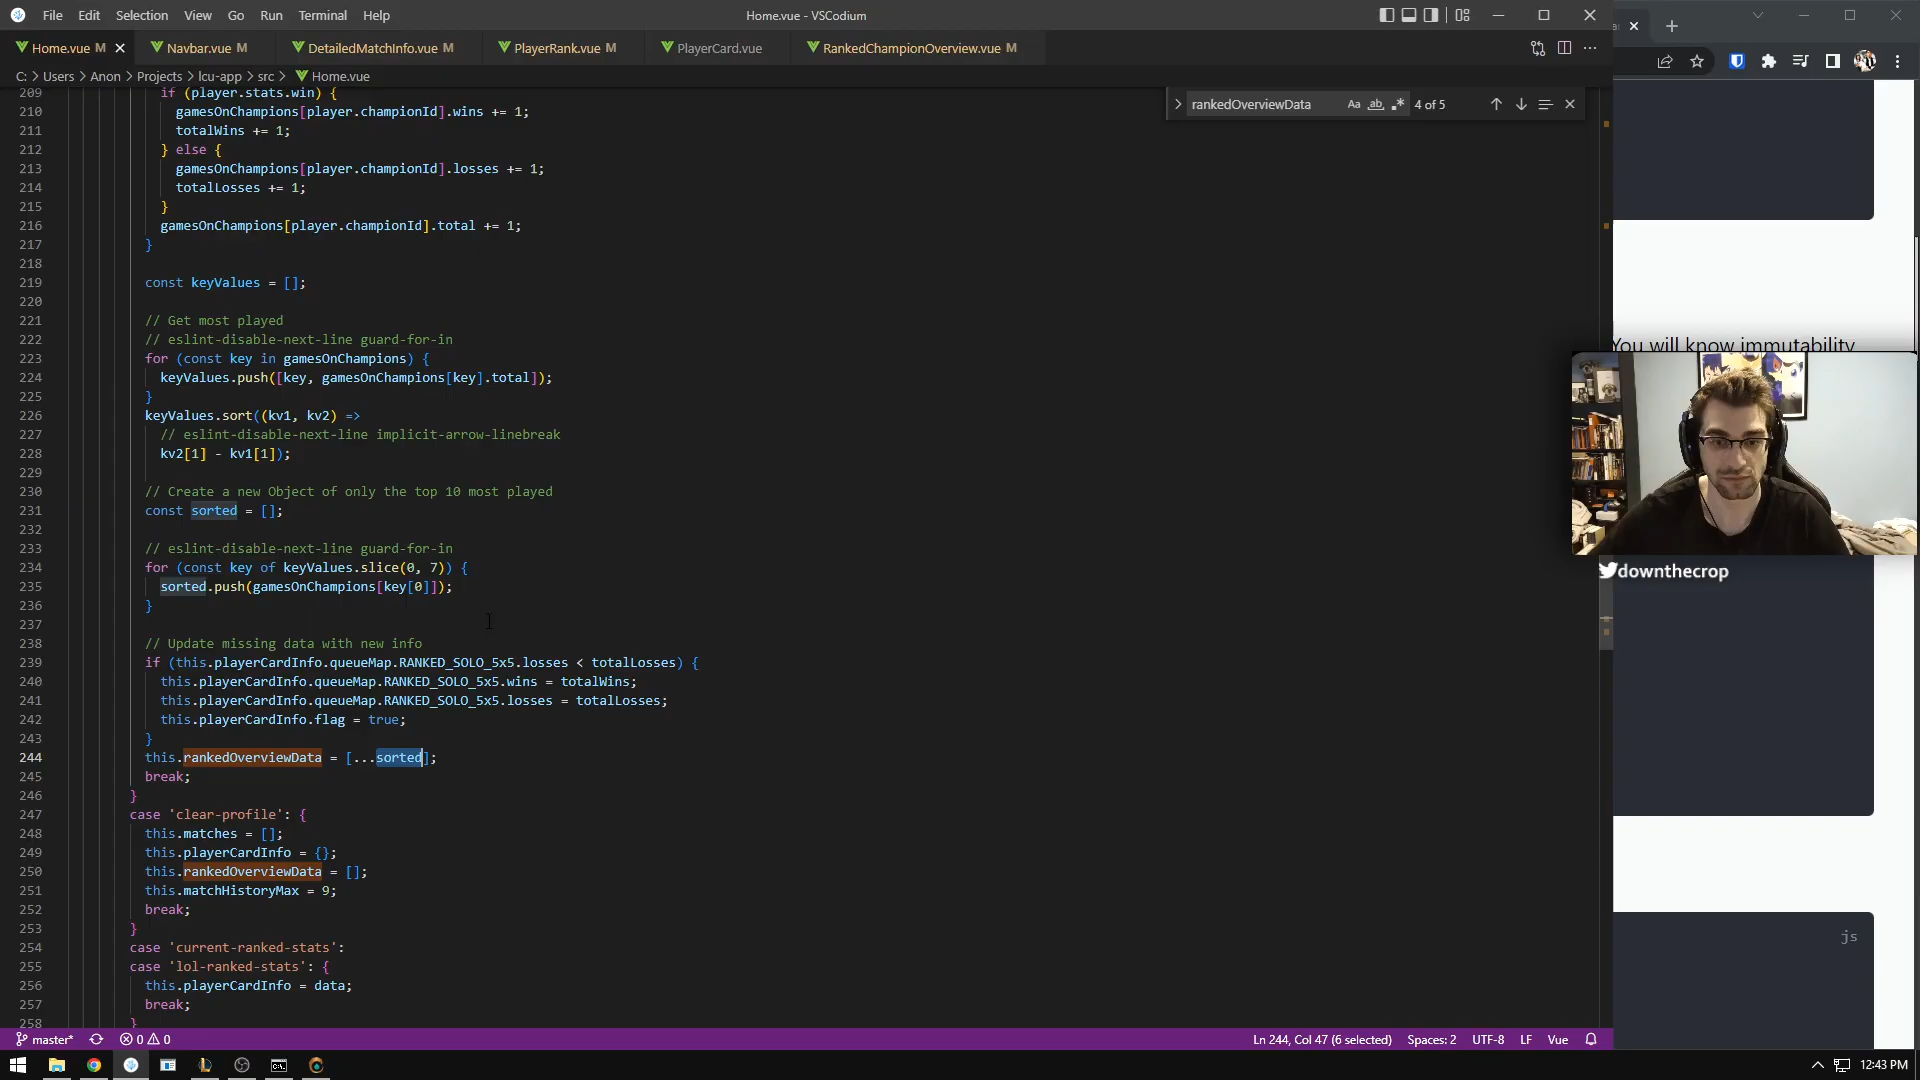 File Edit Selection View Go Run Terminal Help
Home.vue - VSCodium
Home.vue M
Navbar.vue M
DetailedMatchInfo.vue M
PlayerRank.vue M
PlayerCard.vue
RankedChampionOverview.vue M
C: > Users > Anon > Projects > lcu-app > src > Home.vue
rankedOverviewData
Aa ab .*
4 of 5
209 if (player.stats.win) {
210 gamesOnChampions[player.championId].wins += 1;
211 totalWins += 1;
212 } else {
213 gamesOnChampions[player.championId].losses += 1;
214 totalLosses += 1;
215 }
216 gamesOnChampions[player.championId].total += 1;
217 }
218
219 const keyValues = [];
220
221 // Get most played
222 // eslint-disable-next-line guard-for-in
223 for (const key in gamesOnChampions) {
224 keyValues.push([key, gamesOnChampions[key].total]);
225 }
226 keyValues.sort((kv1, kv2) =>
227 // eslint-disable-next-line implicit-arrow-linebreak
228 kv2[1] - kv1[1]);
229
230 // Create a new Object of only the top 10 most played
231 const sorted = [];
232
233 // eslint-disable-next-line guard-for-in
234 for (const key of keyValues.slice(0, 7)) {
235 sorted.push(gamesOnChampions[key[0]]);
236 }
237
238 // Update missing data with new info
239 if (this.playerCardInfo.queueMap.RANKED_SOLO_5x5.losses < totalLosses) {
240 this.playerCardInfo.queueMap.RANKED_SOLO_5x5.wins = totalWins;
241 this.playerCardInfo.queueMap.RANKED_SOLO_5x5.losses = totalLosses;
242 this.playerCardInfo.flag = true;
243 }
244 this.rankedOverviewData = [...sorted];
245 break;
246 }
247 case 'clear-profile': {
248 this.matches = [];
249 this.playerCardInfo = {};
250 this.rankedOverviewData = [];
251 this.matchHistoryMax = 9;
252 break;
253 }
254 case 'current-ranked-stats':
255 case 'lol-ranked-stats': {
256 this.playerCardInfo = data;
257 break;
258 }
You will know immutability
downthecrop
js
master*
0 0
Ln 244, Col 47 (6 selected)
Spaces: 2
UTF-8
LF
Vue
12:43 PM